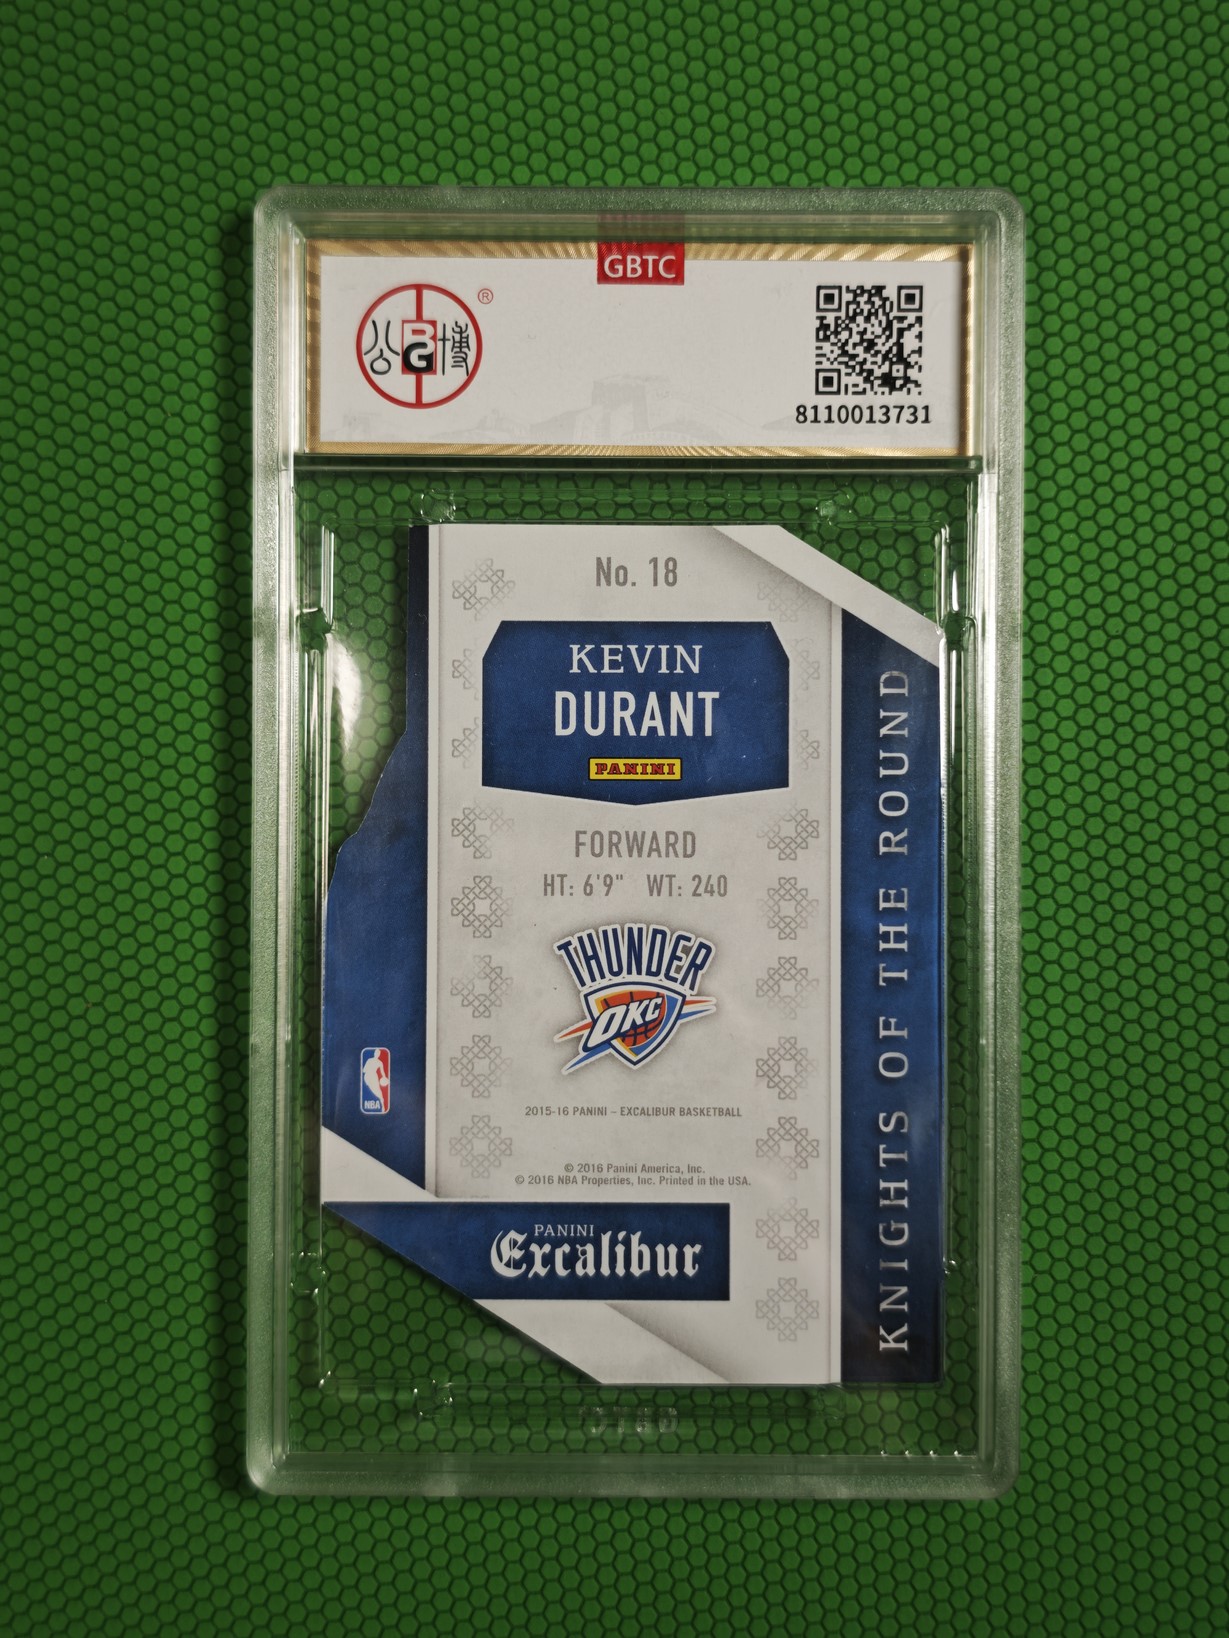 GBTC
公 BG 博 ®
8110013731
No. 18
KEVIN
DURANT
PANINI
FORWARD
HT: 6'9" WT: 240
THUNDER
OKC
NBA
2015-16 PANINI – EXCALIBUR BASKETBALL
© 2016 Panini America, Inc.
© 2016 NBA Properties, Inc. Printed in the USA.
PANINI
Excalibur
KNIGHTS OF THE ROUND